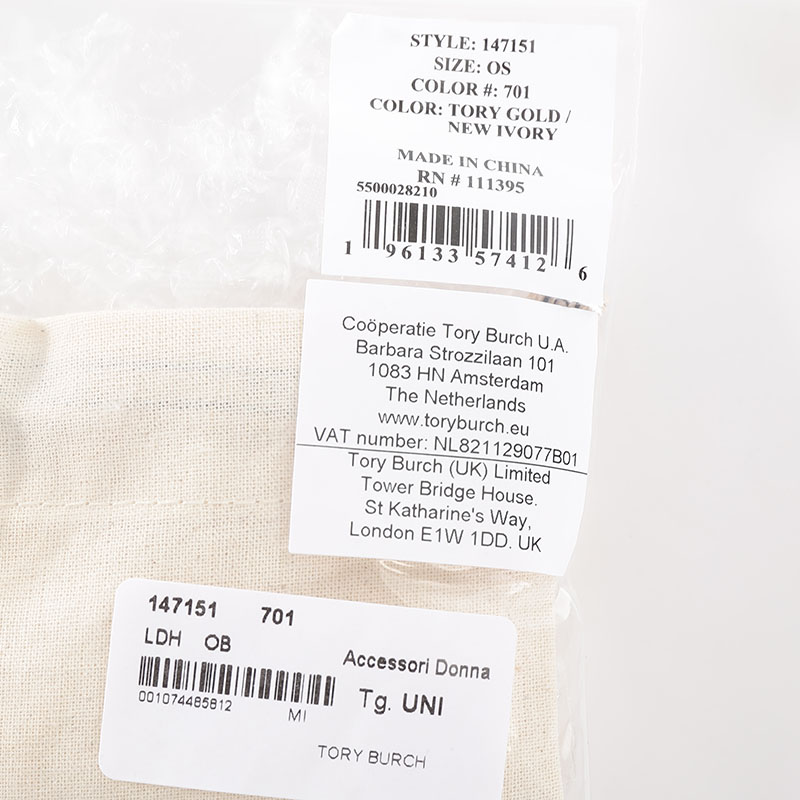 STYLE: 147151
SIZE: OS
COLOR #: 701
COLOR: TORY GOLD /
NEW IVORY
MADE IN CHINA
RN # 111395
5500028210
1 96133 57412 6
Coöperatie Tory Burch U.A.
Barbara Strozzilaan 101
1083 HN Amsterdam
The Netherlands
www.toryburch.eu
VAT number: NL821129077B01
Tory Burch (UK) Limited
Tower Bridge House.
St Katharine's Way,
London E1W 1DD. UK
147151 701
LDH OB
Accessori Donna
001074485812
MI
Tg. UNI
TORY BURCH